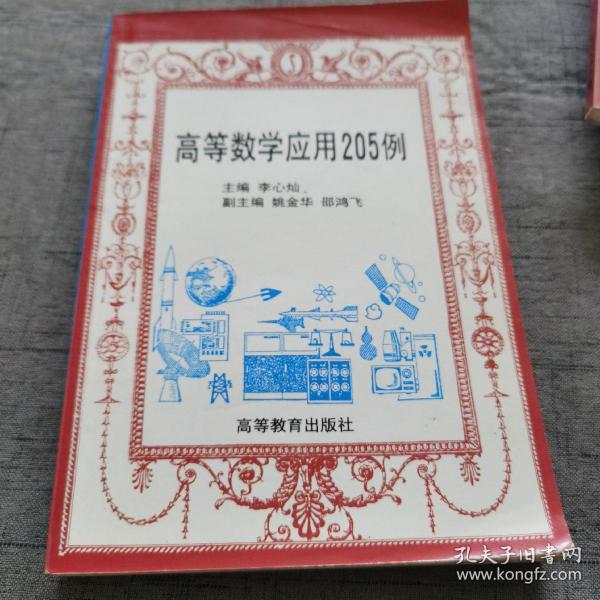 高等数学应用205例
主编 李心灿
副主编 姚金华 邵鸿飞
高等教育出版社
孔夫子旧书网
www.kongfz.com